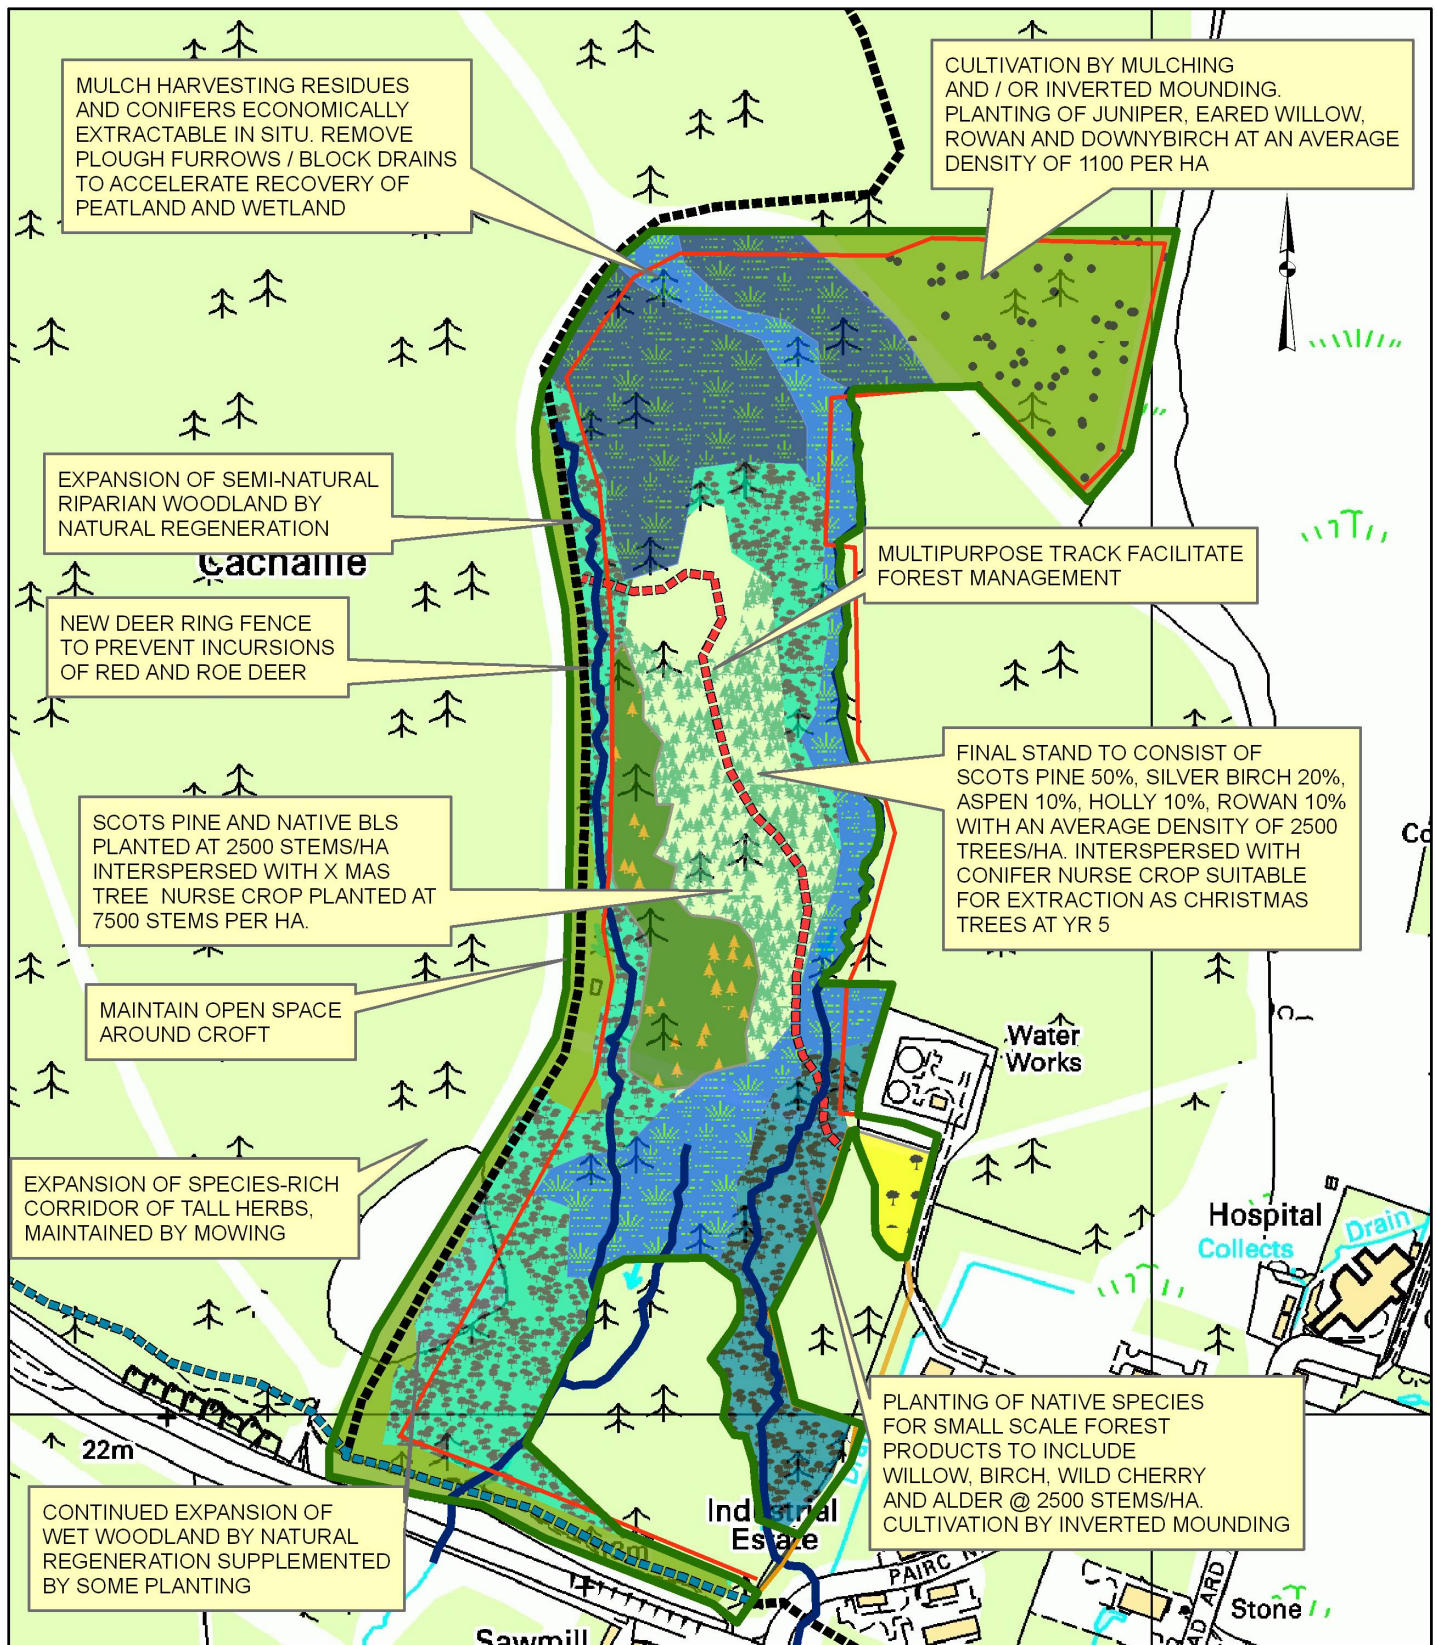 MULCH HARVESTING RESIDUES
AND CONIFERS ECONOMICALLY
EXTRACTABLE IN SITU. REMOVE
PLOUGH FURROWS / BLOCK DRAINS
TO ACCELERATE RECOVERY OF
PEATLAND AND WETLAND
CULTIVATION BY MULCHING
AND / OR INVERTED MOUNDING.
PLANTING OF JUNIPER, EARED WILLOW,
ROWAN AND DOWNYBIRCH AT AN AVERAGE
DENSITY OF 1100 PER HA
EXPANSION OF SEMI-NATURAL
RIPARIAN WOODLAND BY
NATURAL REGENERATION
MULTIPURPOSE TRACK FACILITATE
FOREST MANAGEMENT
NEW DEER RING FENCE
TO PREVENT INCURSIONS
OF RED AND ROE DEER
FINAL STAND TO CONSIST OF
SCOTS PINE 50%, SILVER BIRCH 20%,
ASPEN 10%, HOLLY 10%, ROWAN 10%
WITH AN AVERAGE DENSITY OF 2500
TREES/HA. INTERSPERSED WITH
CONIFER NURSE CROP SUITABLE
FOR EXTRACTION AS CHRISTMAS
TREES AT YR 5
SCOTS PINE AND NATIVE BLS
PLANTED AT 2500 STEMS/HA
INTERSPERSED WITH X MAS
TREE NURSE CROP PLANTED AT
7500 STEMS PER HA.
MAINTAIN OPEN SPACE
AROUND CROFT
Water
Works
EXPANSION OF SPECIES-RICH
CORRIDOR OF TALL HERBS,
MAINTAINED BY MOWING
Hospital
Drain
Collects
22m
PLANTING OF NATIVE SPECIES
FOR SMALL SCALE FOREST
PRODUCTS TO INCLUDE
WILLOW, BIRCH, WILD CHERRY
AND ALDER @ 2500 STEMS/HA.
CULTIVATION BY INVERTED MOUNDING
CONTINUED EXPANSION OF
WET WOODLAND BY NATURAL
REGENERATION SUPPLEMENTED
BY SOME PLANTING
Industrial
Estate
PAIRC
ARD
Stone
Sawmill